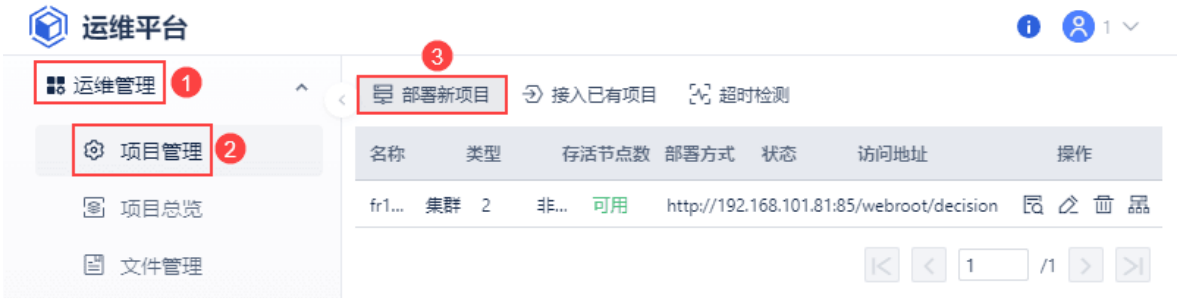 运维平台
i 1
3
运维管理 1
部署新项目 接入已有项目 超时检测
项目管理 2
名称 类型 存活节点数 部署方式 状态 访问地址 操作
项目总览
fr1... 集群 2 非... 可用 http://192.168.101.81:85/webroot/decision
文件管理
1 /1